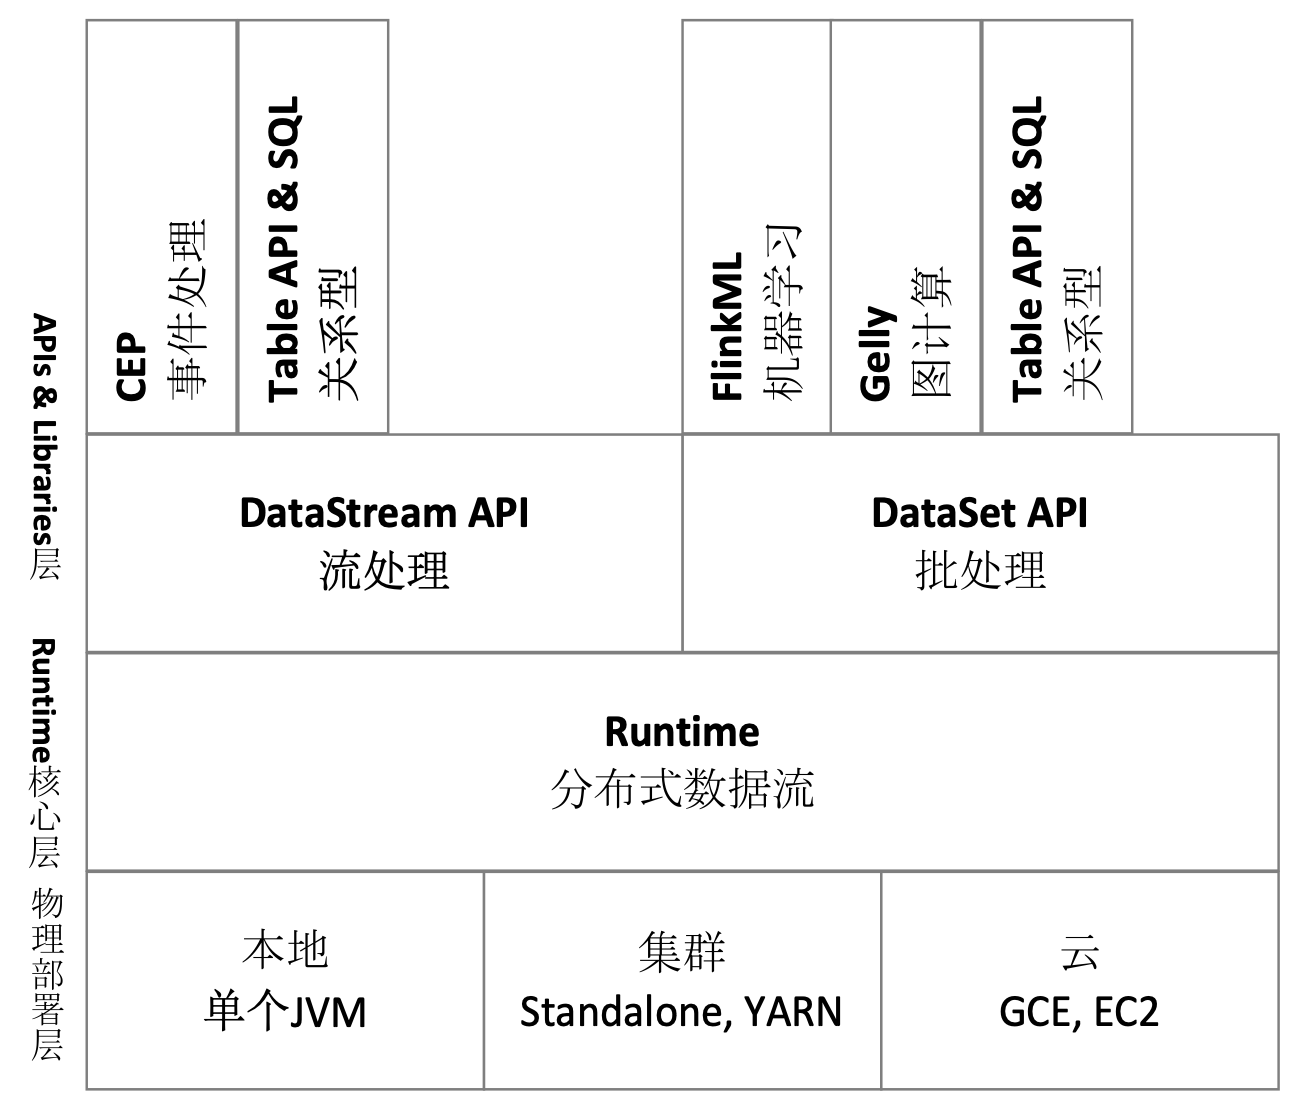 CEP
事件处理
Table API & SQL
关系型
FlinkML
机器学习
Gelly
图计算
Table API & SQL
关系型
APIs & Libraries层
DataStream API
流处理
DataSet API
批处理
Runtime核心层
Runtime
分布式数据流
物理部署层
本地
单个JVM
集群
Standalone, YARN
云
GCE, EC2